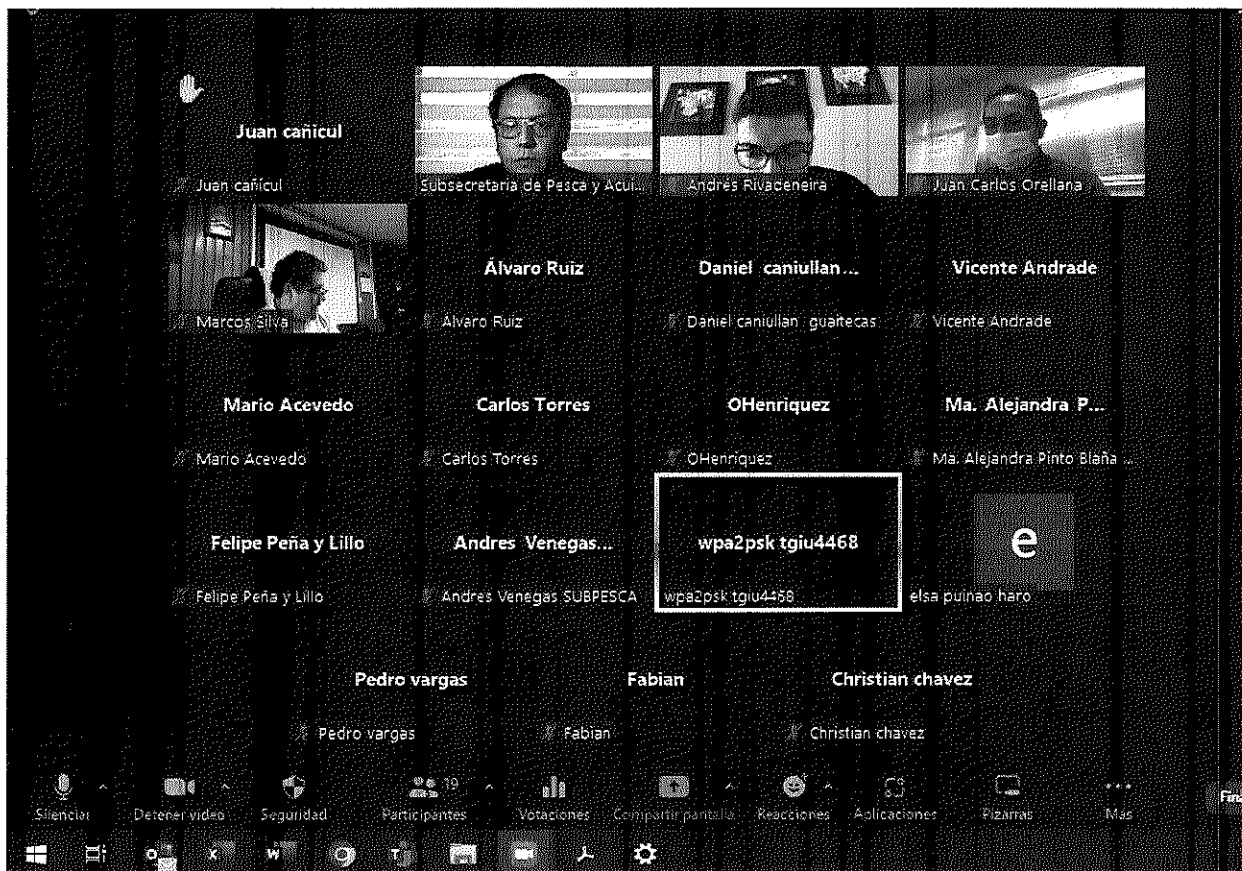 Juan cañicul
Juan cañicul
Subsecretaria de Pesca y Acui...
Andrés Rivadeneira
Juan Carlos Orellana
Marcos Silva
Álvaro Ruiz
Álvaro Ruiz
Daniel caniullan ...
Daniel caniullan guaitecas
Vicente Andrade
Vicente Andrade
Mario Acevedo
Mario Acevedo
Carlos Torres
Carlos Torres
OHenriquez
OHenriquez
Ma. Alejandra P...
Ma. Alejandra Pinto Blaña ...
Felipe Peña y Lillo
Felipe Peña y Lillo
Andres Venegas...
Andres Venegas SUBPESCA
wpa2psk tgiu4468
wpa2psk tgiu4468
e
elsa puinao haro
Pedro vargas
Pedro vargas
Fabian
Fabian
Christian chavez
Christian chavez
Silenciar
Detener video
Seguridad
19
Participantes
Votaciones
Compartir pantalla
Reacciones
Aplicaciones
Pizarras
Más
Fina